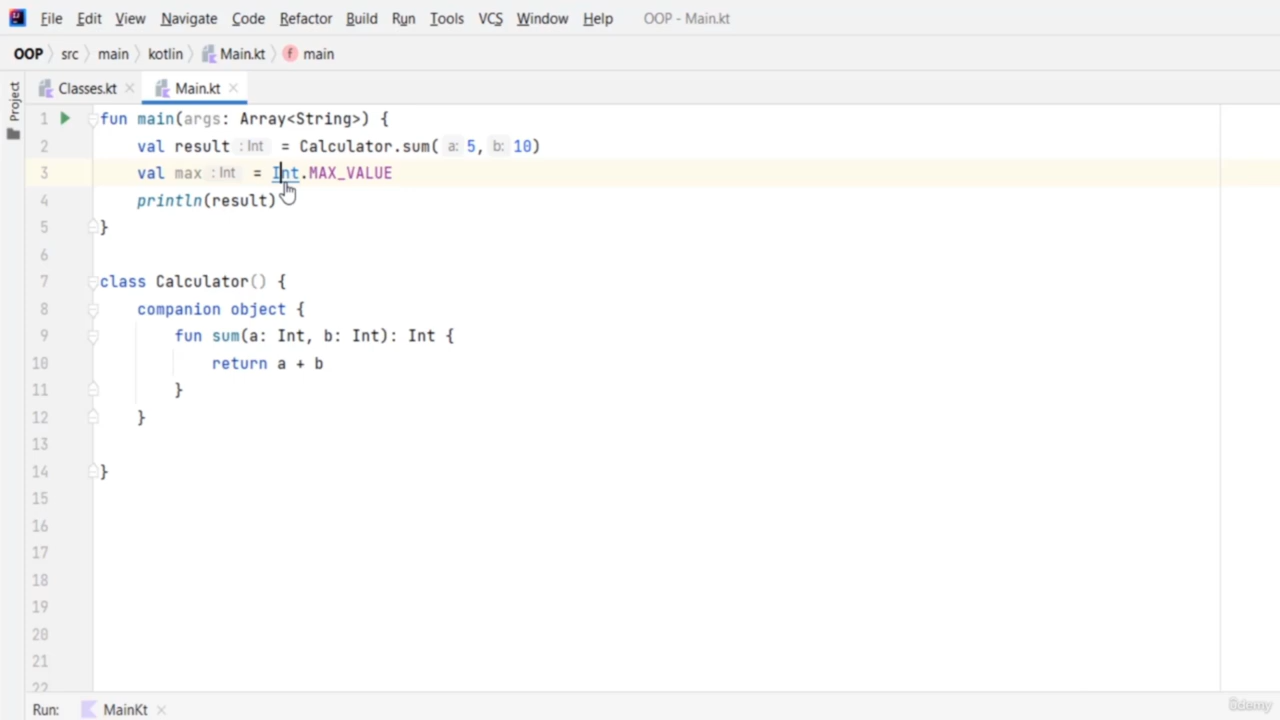 File Edit View Navigate Code Refactor Build Run Tools VCS Window Help OOP - Main.kt
OOP src main kotlin Main.kt main
Project
Classes.kt Main.kt
1 fun main(args: Array<String>) {
2 val result : Int = Calculator.sum( a: 5, b: 10)
3 val max : Int = Int.MAX_VALUE
4 println(result)
5 }
6
7 class Calculator() {
8 companion object {
9 fun sum(a: Int, b: Int): Int {
10 return a + b
11 }
12 }
13
14 }
15
16
17
18
19
20
21
22
Run: MainKt
ûdemy